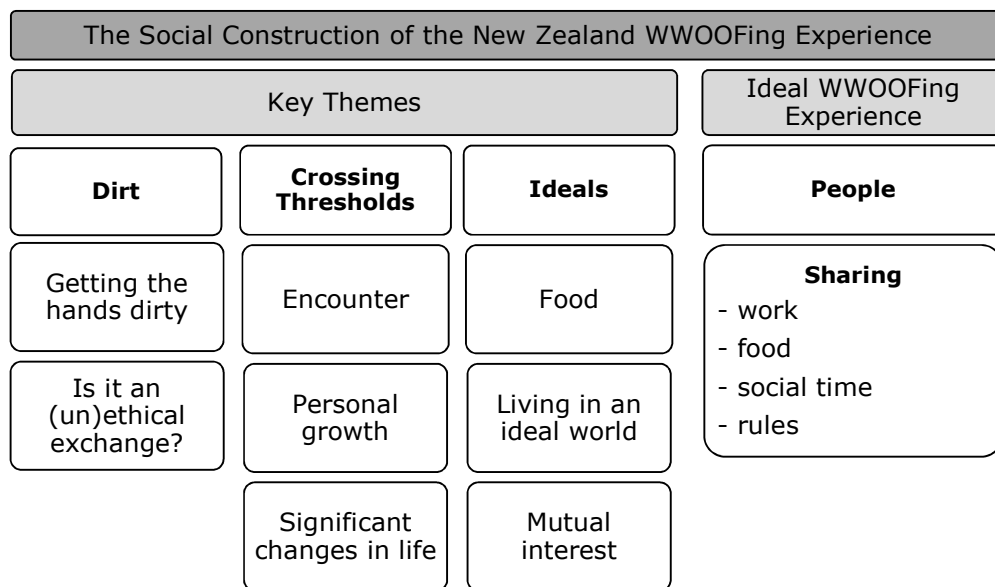 The Social Construction of the New Zealand WWOOFing Experience
Key Themes
Ideal WWOOFing
Experience
Dirt
Crossing
Thresholds
Ideals
People
Getting the
hands dirty
Encounter
Food
Sharing
- work
- food
- social time
- rules
Is it an
(un)ethical
exchange?
Personal
growth
Living in an
ideal world
Significant
changes in life
Mutual
interest